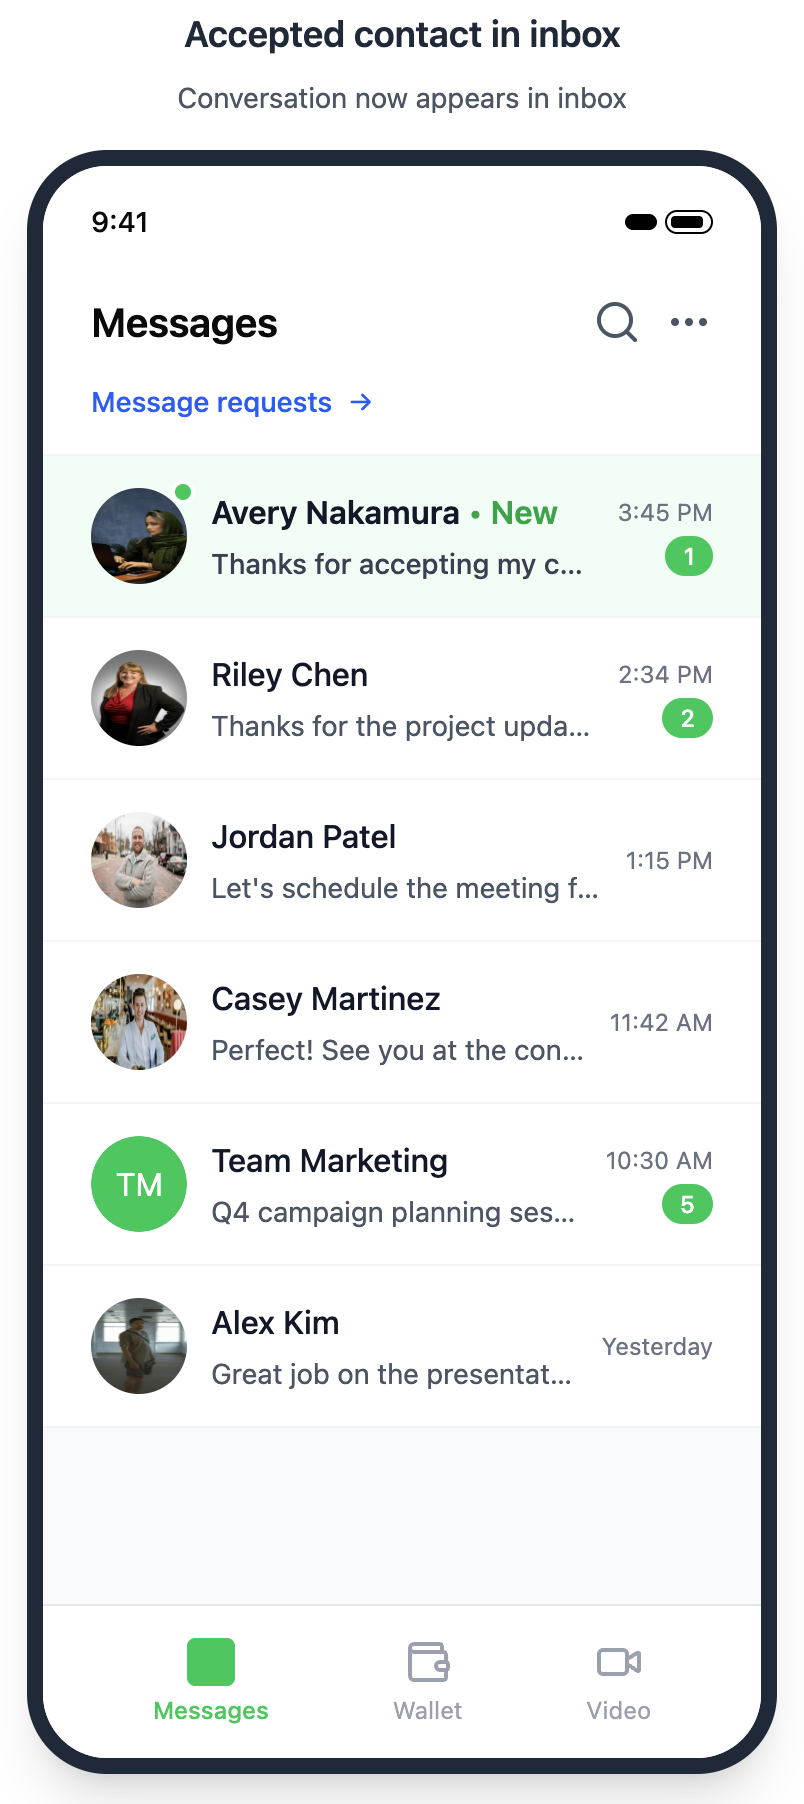 Accepted contact in inbox
Conversation now appears in inbox
9:41
Messages
Message requests →
Avery Nakamura • New 3:45 PM
Thanks for accepting my c... 1
Riley Chen 2:34 PM
Thanks for the project upda... 2
Jordan Patel
Let's schedule the meeting f... 1:15 PM
Casey Martinez
Perfect! See you at the con... 11:42 AM
TM
Team Marketing 10:30 AM
Q4 campaign planning ses... 5
Alex Kim
Great job on the presentat... Yesterday
Messages Wallet Video